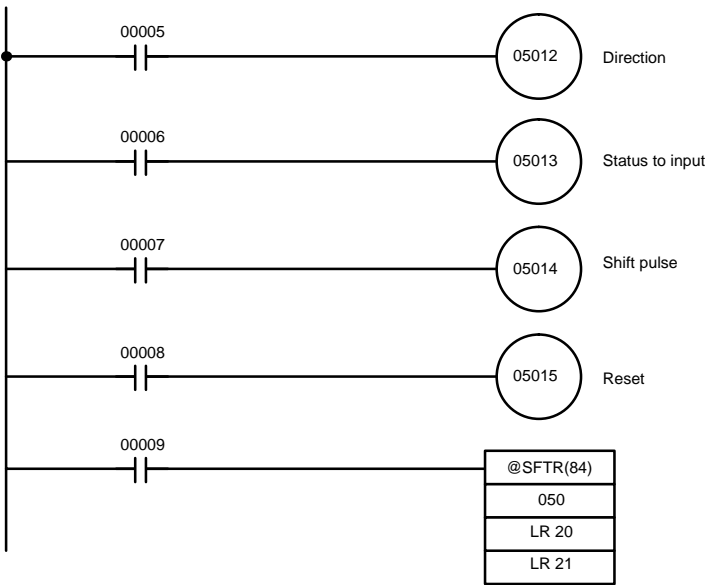 00005
05012
Direction
00006
05013
Status to input
00007
05014
Shift pulse
00008
05015
Reset
00009
@SFTR(84)
050
LR 20
LR 21